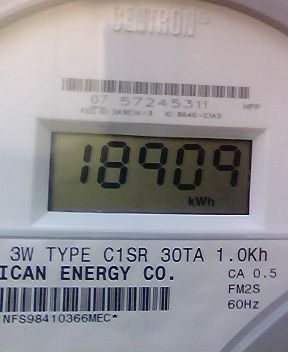 CENTRON®
07 57245311 HPP
18909
kWh
3W TYPE C1SR 30TA 1.0Kh
ICAN ENERGY CO. CA 0.5
FM2S
60Hz
NFS98410366MEC*